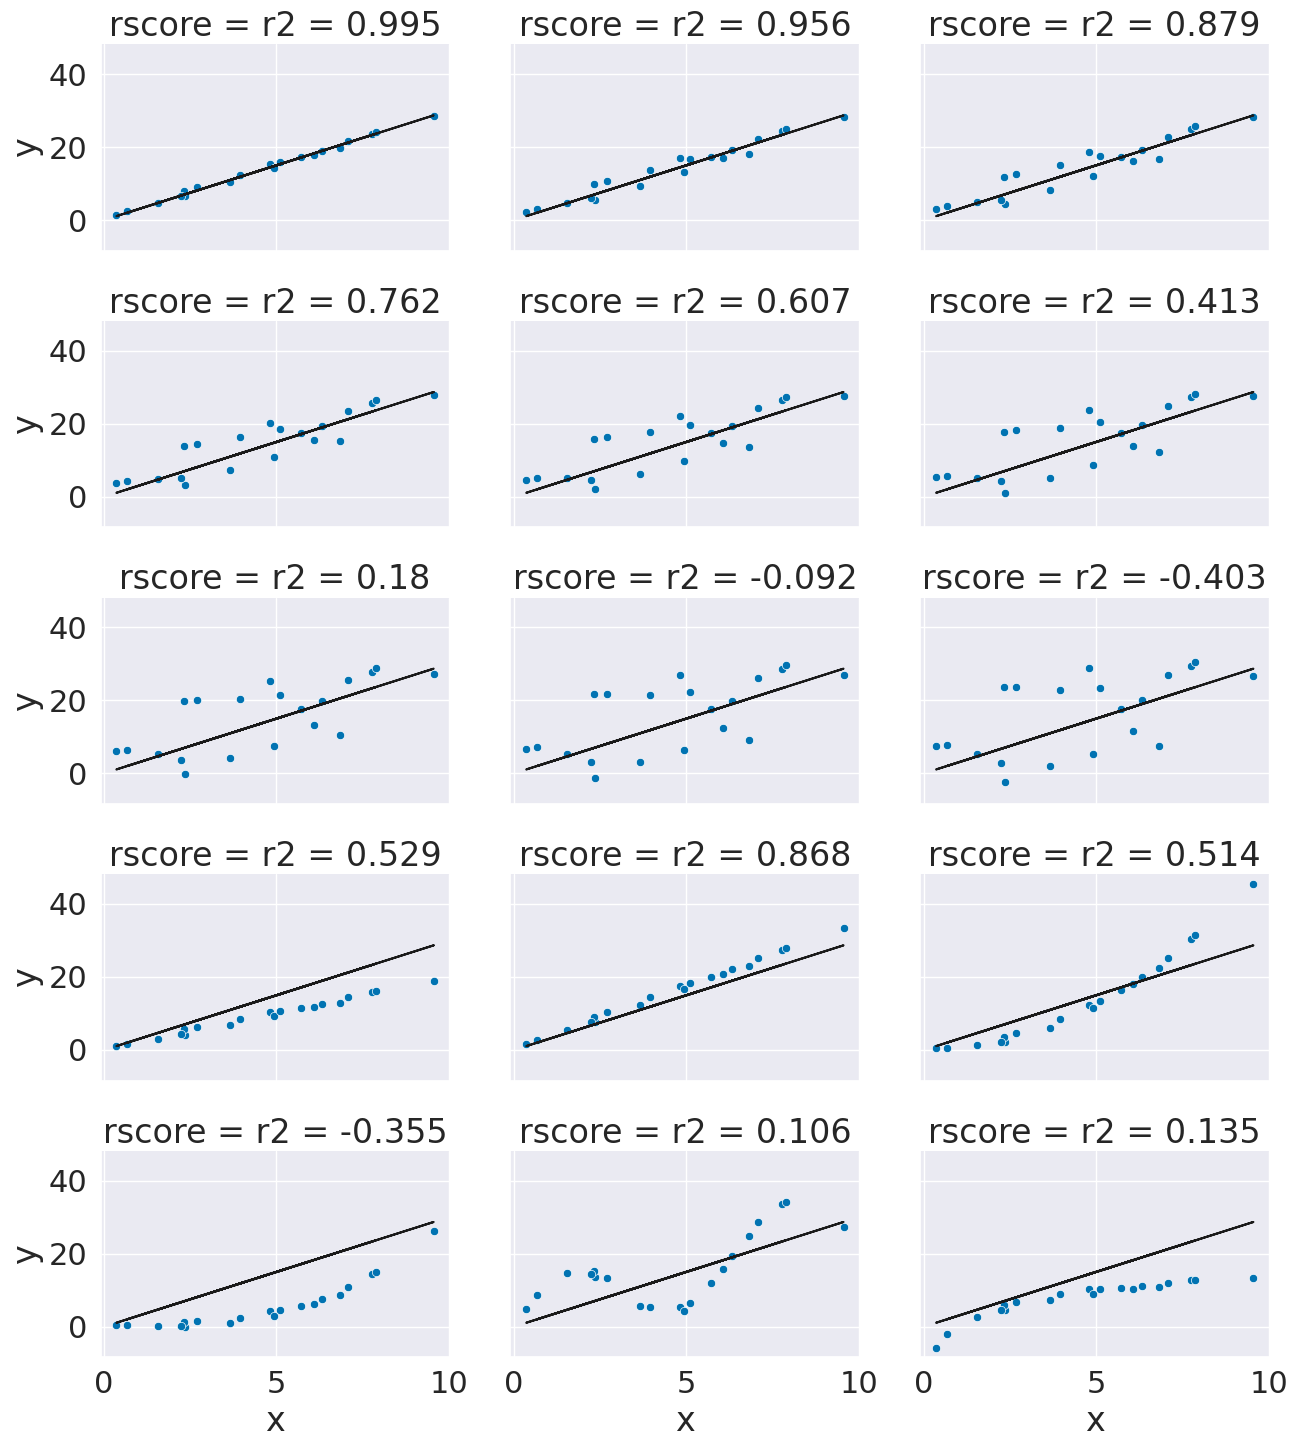 rscore = r2 = 0.995 rscore = r2 = 0.956 rscore = r2 = 0.879
40
20
0
y
rscore = r2 = 0.762 rscore = r2 = 0.607 rscore = r2 = 0.413
40
20
0
y
rscore = r2 = 0.18 rscore = r2 = -0.092 rscore = r2 = -0.403
40
20
0
y
rscore = r2 = 0.529 rscore = r2 = 0.868 rscore = r2 = 0.514
40
20
0
y
rscore = r2 = -0.355 rscore = r2 = 0.106 rscore = r2 = 0.135
40
20
0
y
0 5 10 0 5 10 0 5 10
x x x